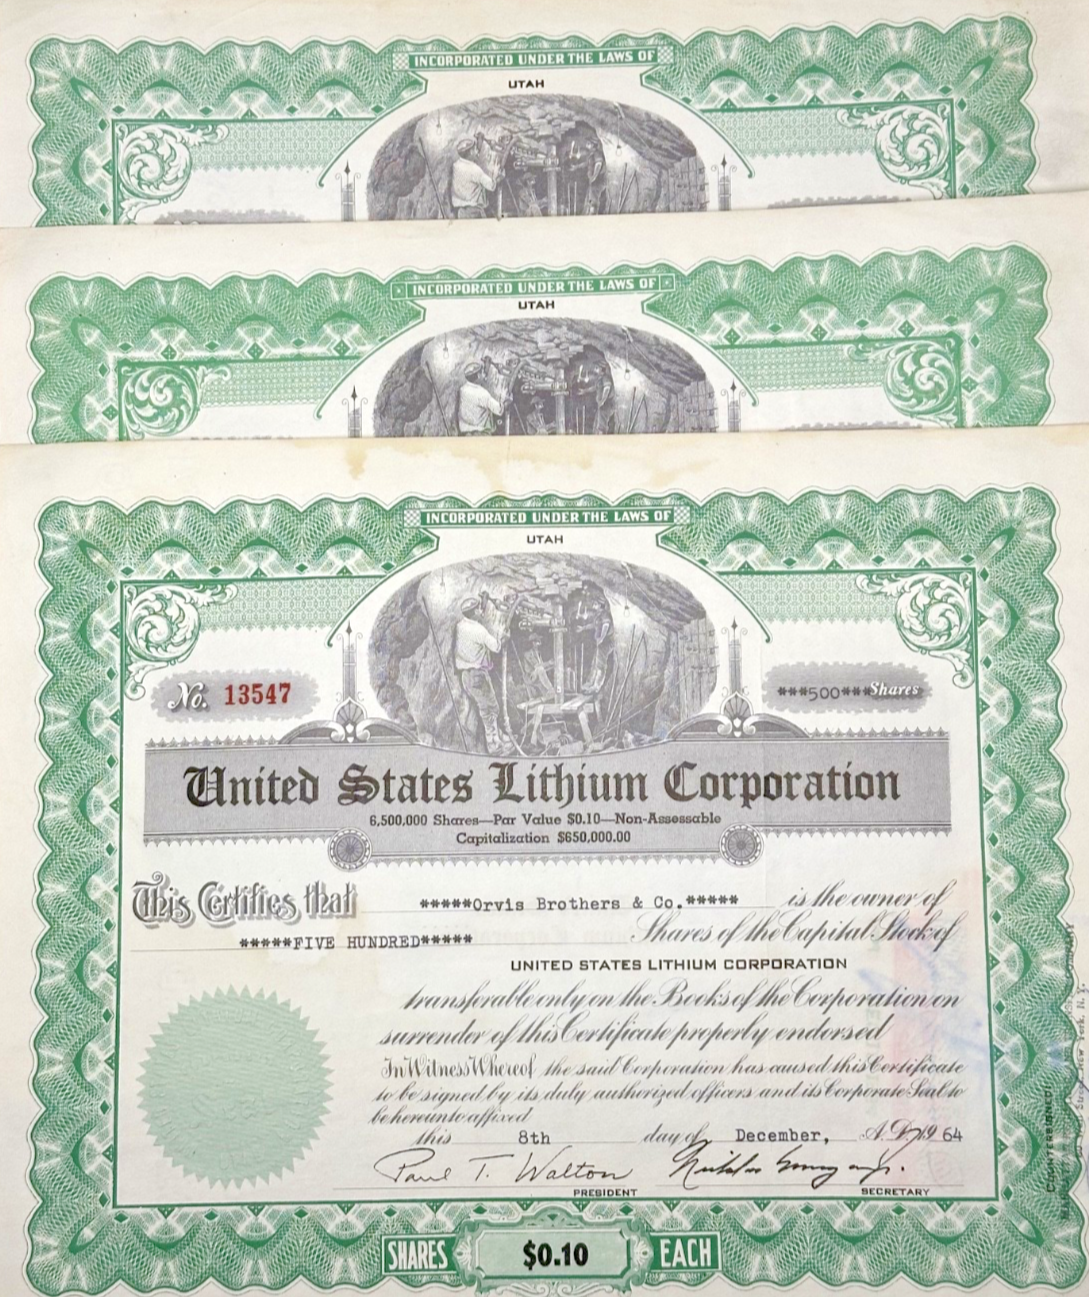 INCORPORATED UNDER THE LAWS OF
UTAH
INCORPORATED UNDER THE LAWS OF
UTAH
INCORPORATED UNDER THE LAWS OF
UTAH
No. 13547
***500*** Shares
United States Lithium Corporation
6,500,000 Shares—Par Value $0.10—Non-Assessable
Capitalization $650,000.00
This Certifies that *****Orvis Brothers & Co.***** is the owner of
*****FIVE HUNDRED***** Shares of the Capital Stock of
UNITED STATES LITHIUM CORPORATION
transferable only on the Books of the Corporation on
surrender of this Certificate properly endorsed
In Witness Whereof the said Corporation has caused this Certificate
to be signed by its duly authorized officers and its Corporate Seal to
be hereunto affixed
this 8th day of December, A.D. 1964
Paul T. Walton
PRESIDENT
SECRETARY
SHARES $0.10 EACH
COUNTERSIGNED: